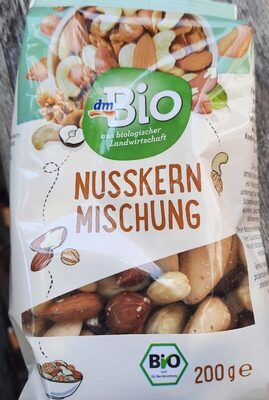 dm
Bio
aus biologischer
Landwirtschaft
NUSSKERN
MISCHUNG
BiO
200 g e